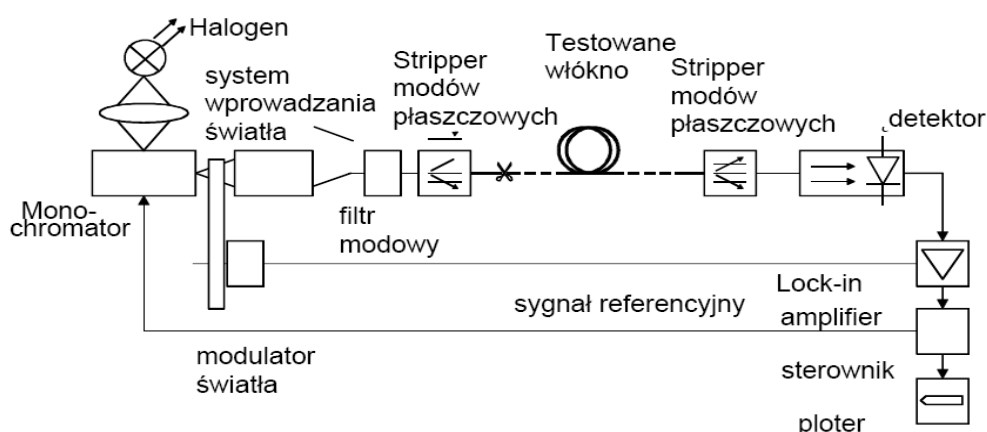 Halogen
system
wprowadzania
światła
Stripper
modów
płaszczowych
Testowane
włókno
Stripper
modów
płaszczowych
detektor
Mono-
chromator
filtr
modowy
Lock-in
amplifier
sygnał referencyjny
modulator
światła
sterownik
ploter